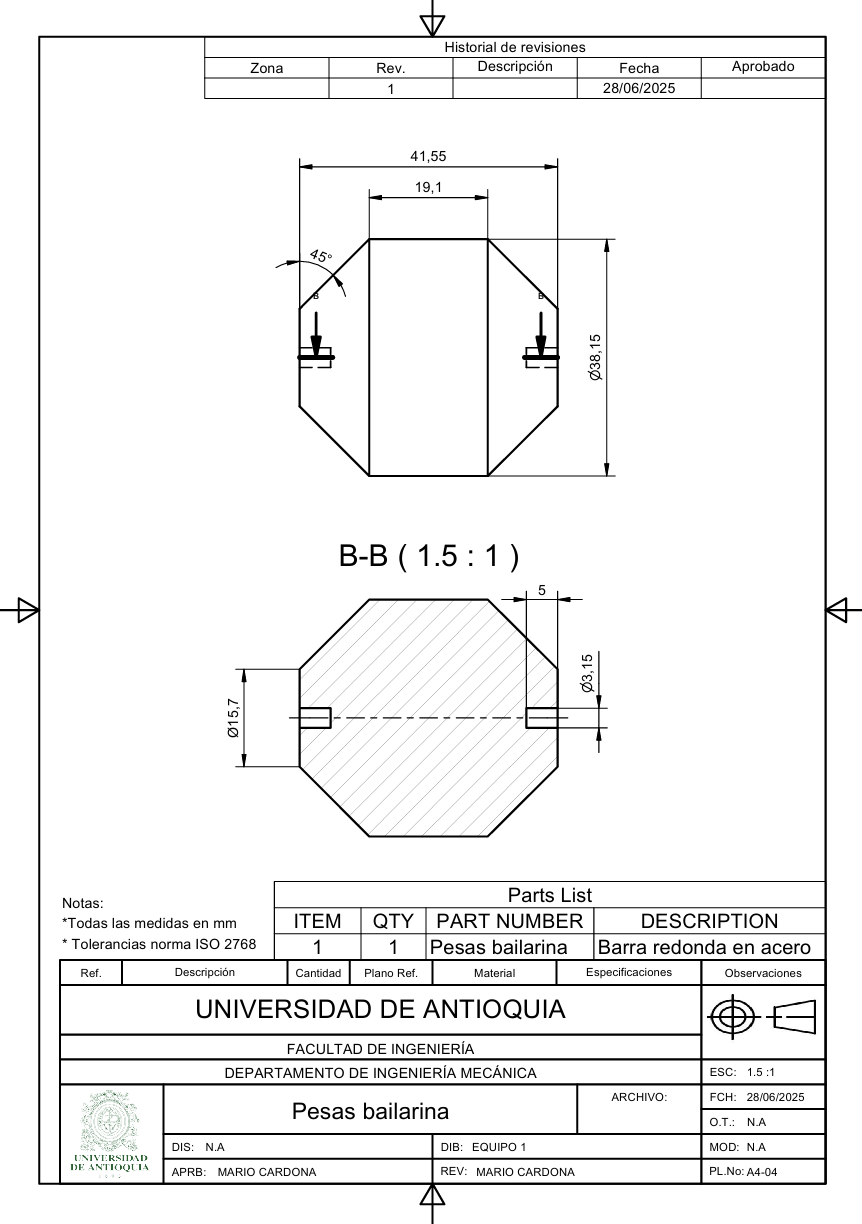 Historial de revisiones
Zona Rev. Descripción Fecha Aprobado
1 28/06/2025
41,55
19,1
45°
B B
Ø38,15
B-B ( 1.5 : 1 )
5
Ø3,15
Ø15,7
Notas:
*Todas las medidas en mm
* Tolerancias norma ISO 2768
Parts List
ITEM QTY PART NUMBER DESCRIPTION
1 1 Pesas bailarina Barra redonda en acero
Ref. Descripción Cantidad Plano Ref. Material Especificaciones Observaciones
UNIVERSIDAD DE ANTIOQUIA
FACULTAD DE INGENIERÍA
DEPARTAMENTO DE INGENIERÍA MECÁNICA
ESC: 1.5 :1
Pesas bailarina
ARCHIVO:
FCH: 28/06/2025
O.T.: N.A
UNIVERSIDAD
DE ANTIOQUIA
DIS: N.A DIB: EQUIPO 1 MOD: N.A
APRB: MARIO CARDONA REV: MARIO CARDONA PL.No: A4-04